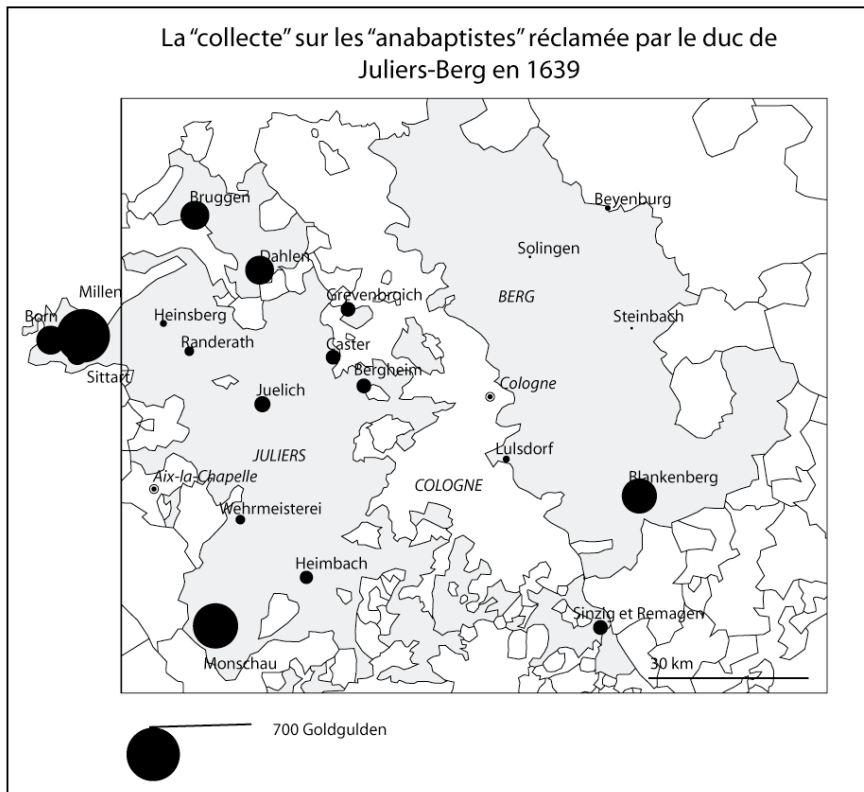 La “collecte” sur les “anabaptistes” réclamée par le duc de
Juliers-Berg en 1639
Bruggen
Beyenburg
Dahlen
Solingen
Millen
Grevenbroich
BERG
Born
Heinsberg
Steinbach
Randerath
Caster
Sittart
Bergheim
Juelich
Cologne
JULIERS
Lulsdorf
Aix-la-Chapelle
COLOGNE
Blankenberg
Wehrmeisterei
Heimbach
Sinzig et Remagen
Monschau
30 km
700 Goldgulden